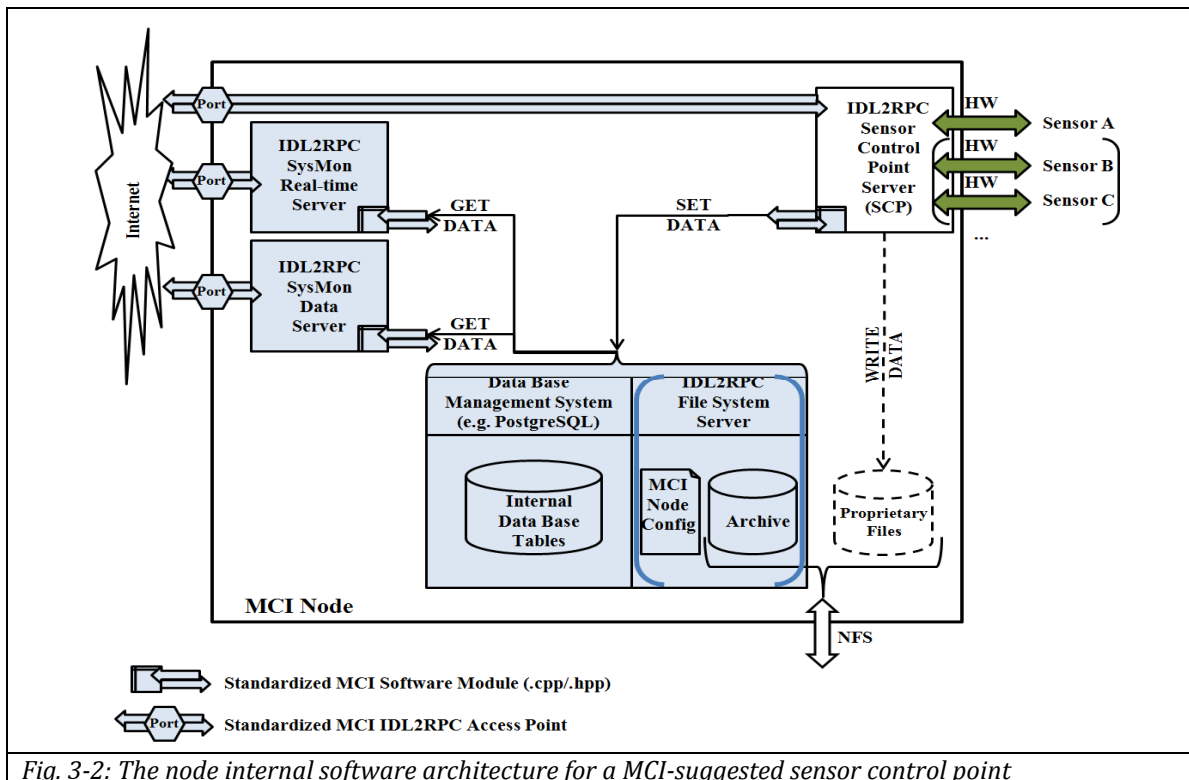 Internet
Port
Port
Port
IDL2RPC
SysMon
Real-time
Server
IDL2RPC
SysMon
Data
Server
GET
DATA
GET
DATA
SET
DATA
IDL2RPC
Sensor
Control
Point
Server
(SCP)
HW
Sensor A
HW
Sensor B
HW
Sensor C
...
WRITE
DATA
Data Base
Management System
(e.g. PostgreSQL)
IDL2RPC
File System
Server
Internal
Data Base
Tables
MCI
Node
Config
Archive
Proprietary
Files
MCI Node
NFS
Standardized MCI Software Module (.cpp/.hpp)
Port
Standardized MCI IDL2RPC Access Point
Fig. 3-2: The node internal software architecture for a MCI-suggested sensor control point